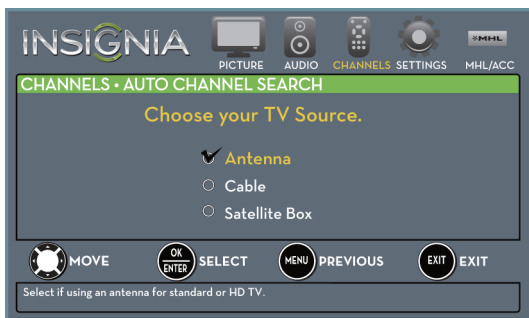 INSIGNIA
PICTURE AUDIO CHANNELS SETTINGS MHL MHL/ACC
CHANNELS • AUTO CHANNEL SEARCH
Choose your TV Source.
Antenna
Cable
Satellite Box
MOVE OK ENTER SELECT MENU PREVIOUS EXIT EXIT
Select if using an antenna for standard or HD TV.